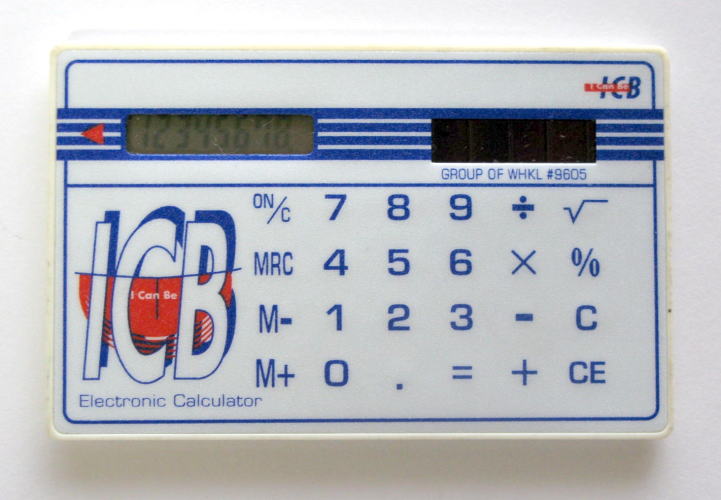 I Can Be
ICB
12345678
GROUP OF WHKL #9605
ON/C 7 8 9 ÷ √
MRC 4 5 6 × %
M- 1 2 3 - C
M+ 0 . = + CE
ICB
I Can Be
Electronic Calculator